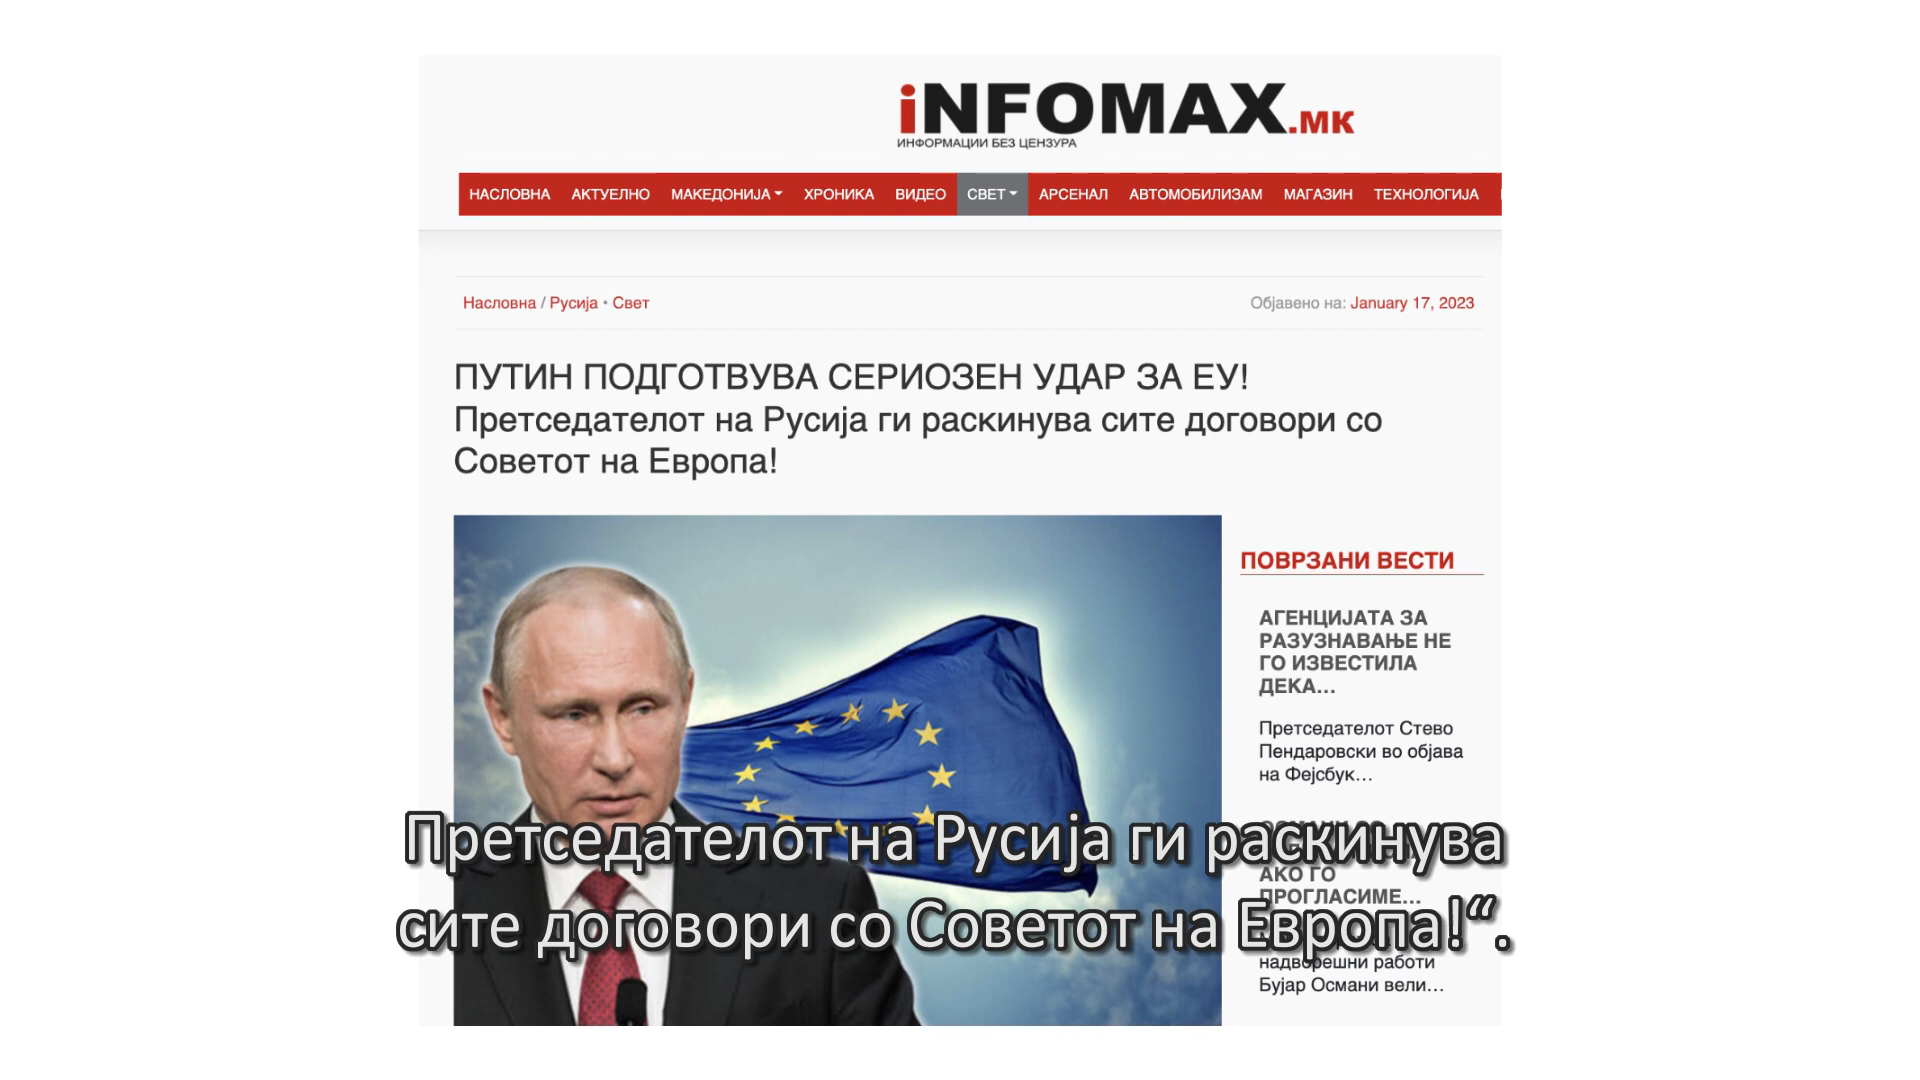 iNFOMAX.МК
ИНФОРМАЦИИ БЕЗ ЦЕНЗУРА
НАСЛОВНА АКТУЕЛНО МАКЕДОНИЈА ХРОНИКА ВИДЕО СВЕТ АРСЕНАЛ АВТОМОБИЛИЗАМ МАГАЗИН ТЕХНОЛОГИЈА
Насловна / Русија • Свет
Објавено на: January 17, 2023
ПУТИН ПОДГОТВУВА СЕРИОЗЕН УДАР ЗА ЕУ!
Претседателот на Русија ги раскинува сите договори со
Советот на Европа!
ПОВРЗАНИ ВЕСТИ
АГЕНЦИЈАТА ЗА
РАЗУЗНАВАЊЕ НЕ
ГО ИЗВЕСТИЛА
ДЕКА...
Претседателот Стево
Пендаровски во објава
на Фејсбук...
АКО ГО
ПРОГЛАСИМЕ...
надворешни работи
Бујар Османи вели...
Претседателот на Русија ги раскинува
сите договори со Советот на Европа!“.